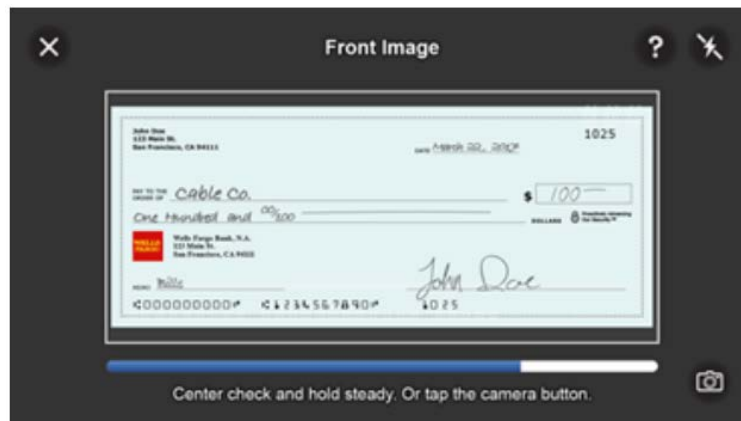 Front Image
?
John Doe
123 Main St.
San Francisco, CA 94111
1025
DATE March 22,
PAY TO THE
ORDER OF Cable Co.
$ 100
One Hundred and 00/100
DOLLARS
WELLS
FARGO
Wells Fargo Bank, N.A.
San Francisco, CA
MEMO
John Doe
⑆000000000⑈ ⑆1234567890⑈ 1025
Center check and hold steady. Or tap the camera button.